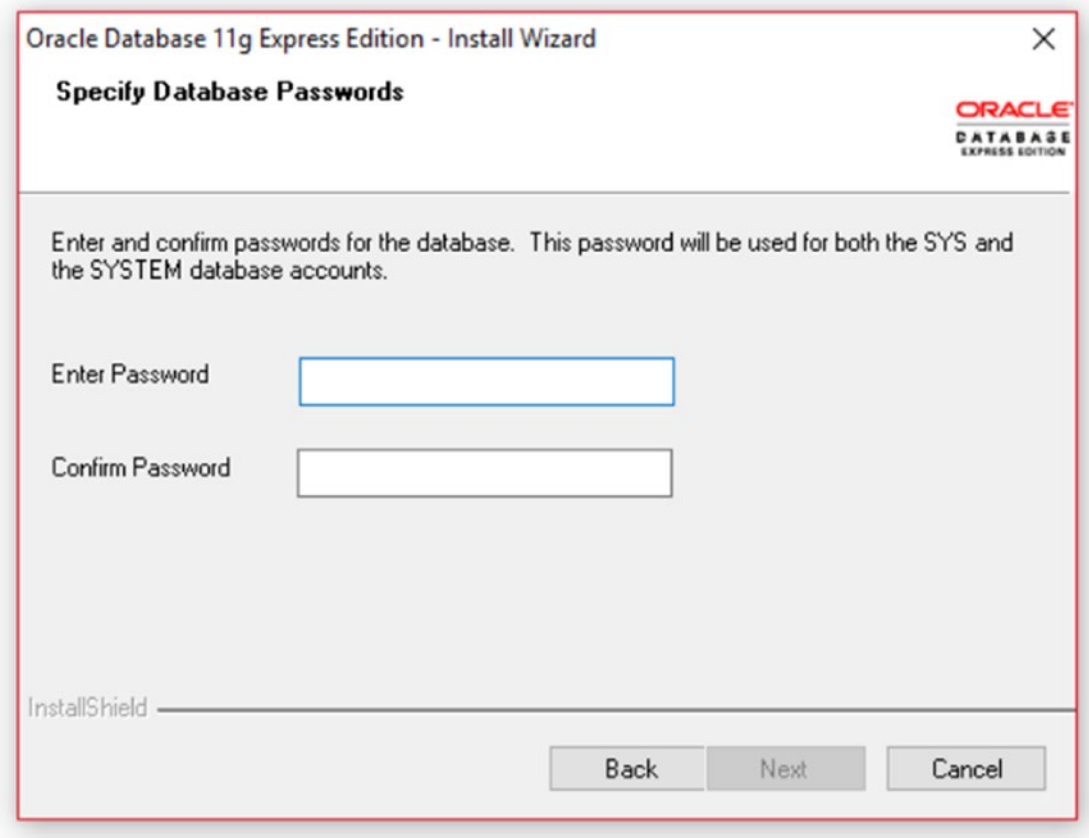 Oracle Database 11g Express Edition - Install Wizard
Specify Database Passwords
ORACLE
DATABASE
EXPRESS EDITION
Enter and confirm passwords for the database. This password will be used for both the SYS and
the SYSTEM database accounts.
Enter Password
Confirm Password
InstallShield
Back
Next
Cancel